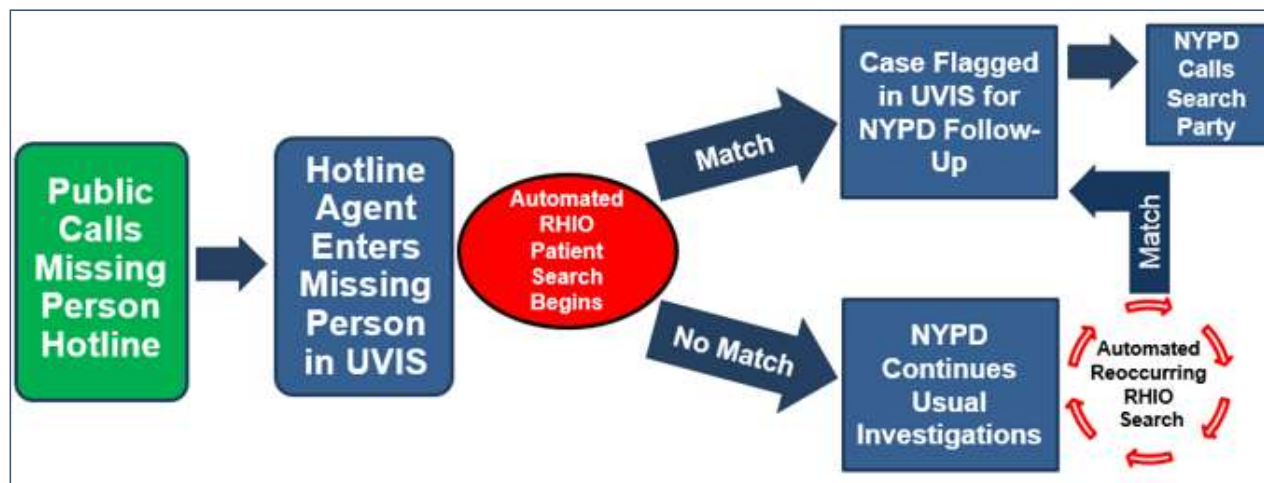 Public
Calls
Missing
Person
Hotline
Hotline
Agent
Enters
Missing
Person
in UVIS
Automated
RHIO
Patient
Search
Begins
Match
Case Flagged
in UVIS for
NYPD Follow-
Up
NYPD
Calls
Search
Party
No Match
NYPD
Continues
Usual
Investigations
Automated
Reoccurring
RHIO
Search
Match